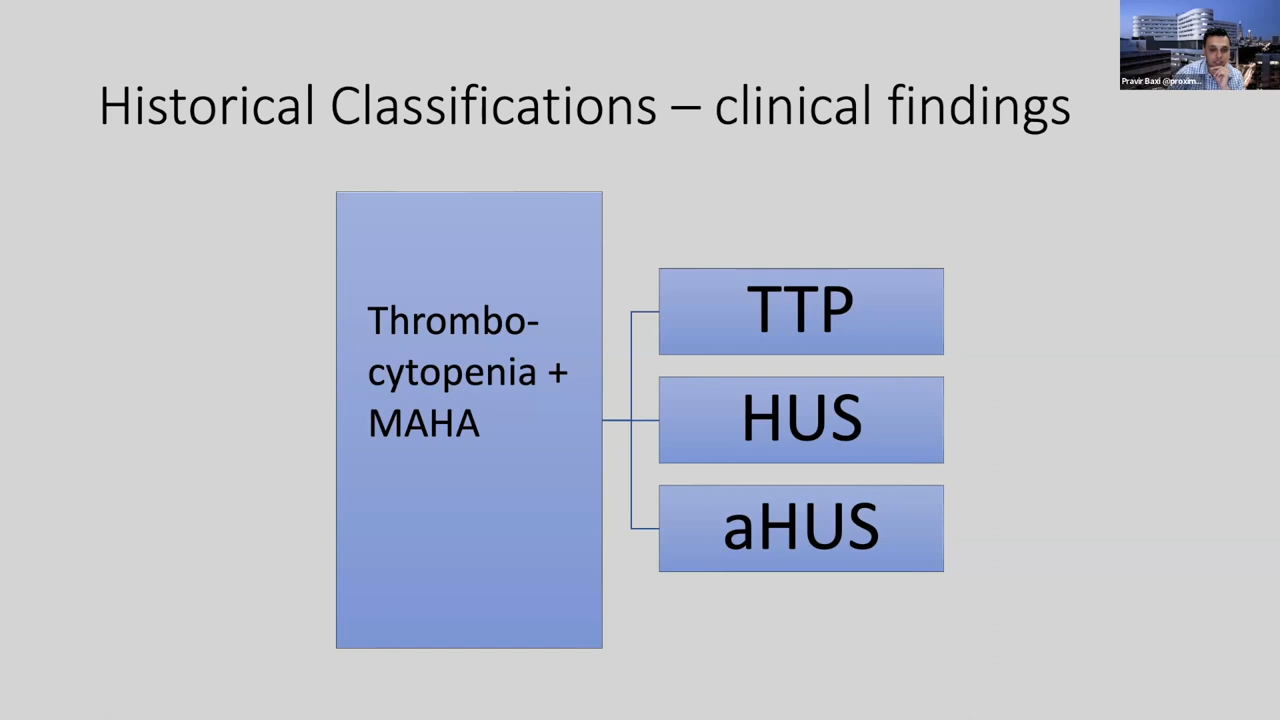 Pravir Baxi @proxim...
Historical Classifications – clinical findings
Thrombo-
cytopenia +
MAHA
TTP
HUS
aHUS